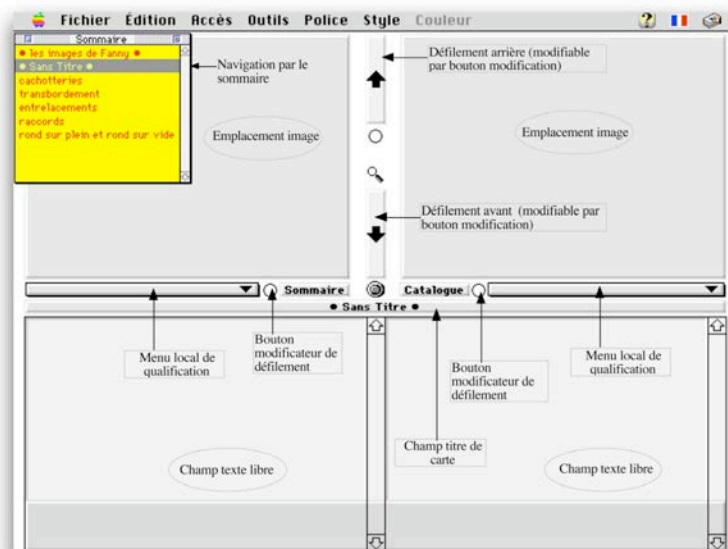 Fichier Édition Accès Outils Police Style Couleur
Sommaire
● les images de Fanny ●
● Sans Titre ●
cachotteries
transbordement
entrelacements
raccords
rond sur plein et rond sur vide
Navigation par le
sommaire
Emplacement image
Défilement arrière (modifiable
par bouton modification)
Emplacement image
Défilement avant (modifiable par
bouton modification)
Sommaire
Catalogue
● Sans Titre ●
Menu local de
qualification
Bouton
modificateur de
défilement
Bouton
modificateur de
défilement
Menu local de
qualification
Champ titre de
carte
Champ texte libre
Champ texte libre